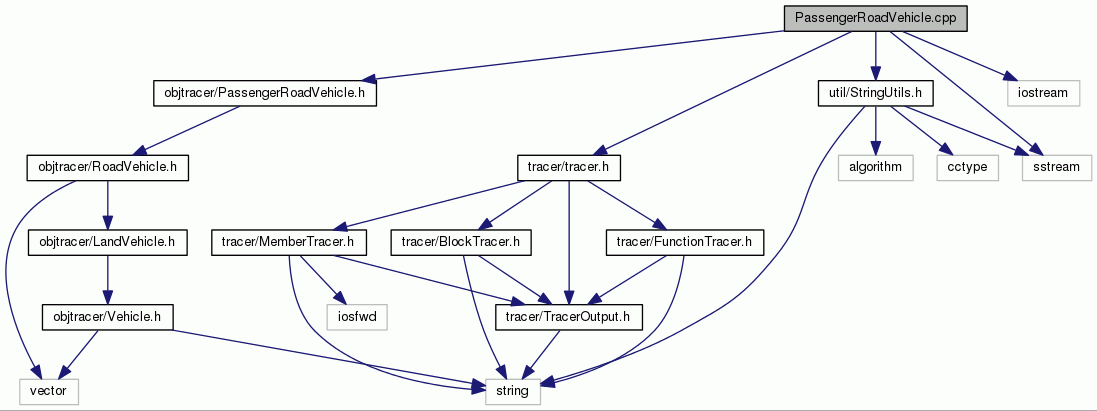 PassengerRoadVehicle.cpp
objtracer/PassengerRoadVehicle.h
util/StringUtils.h
iostream
objtracer/RoadVehicle.h
tracer/tracer.h
algorithm
cctype
sstream
objtracer/LandVehicle.h
tracer/MemberTracer.h
tracer/BlockTracer.h
tracer/FunctionTracer.h
objtracer/Vehicle.h
iosfwd
tracer/TracerOutput.h
vector
string